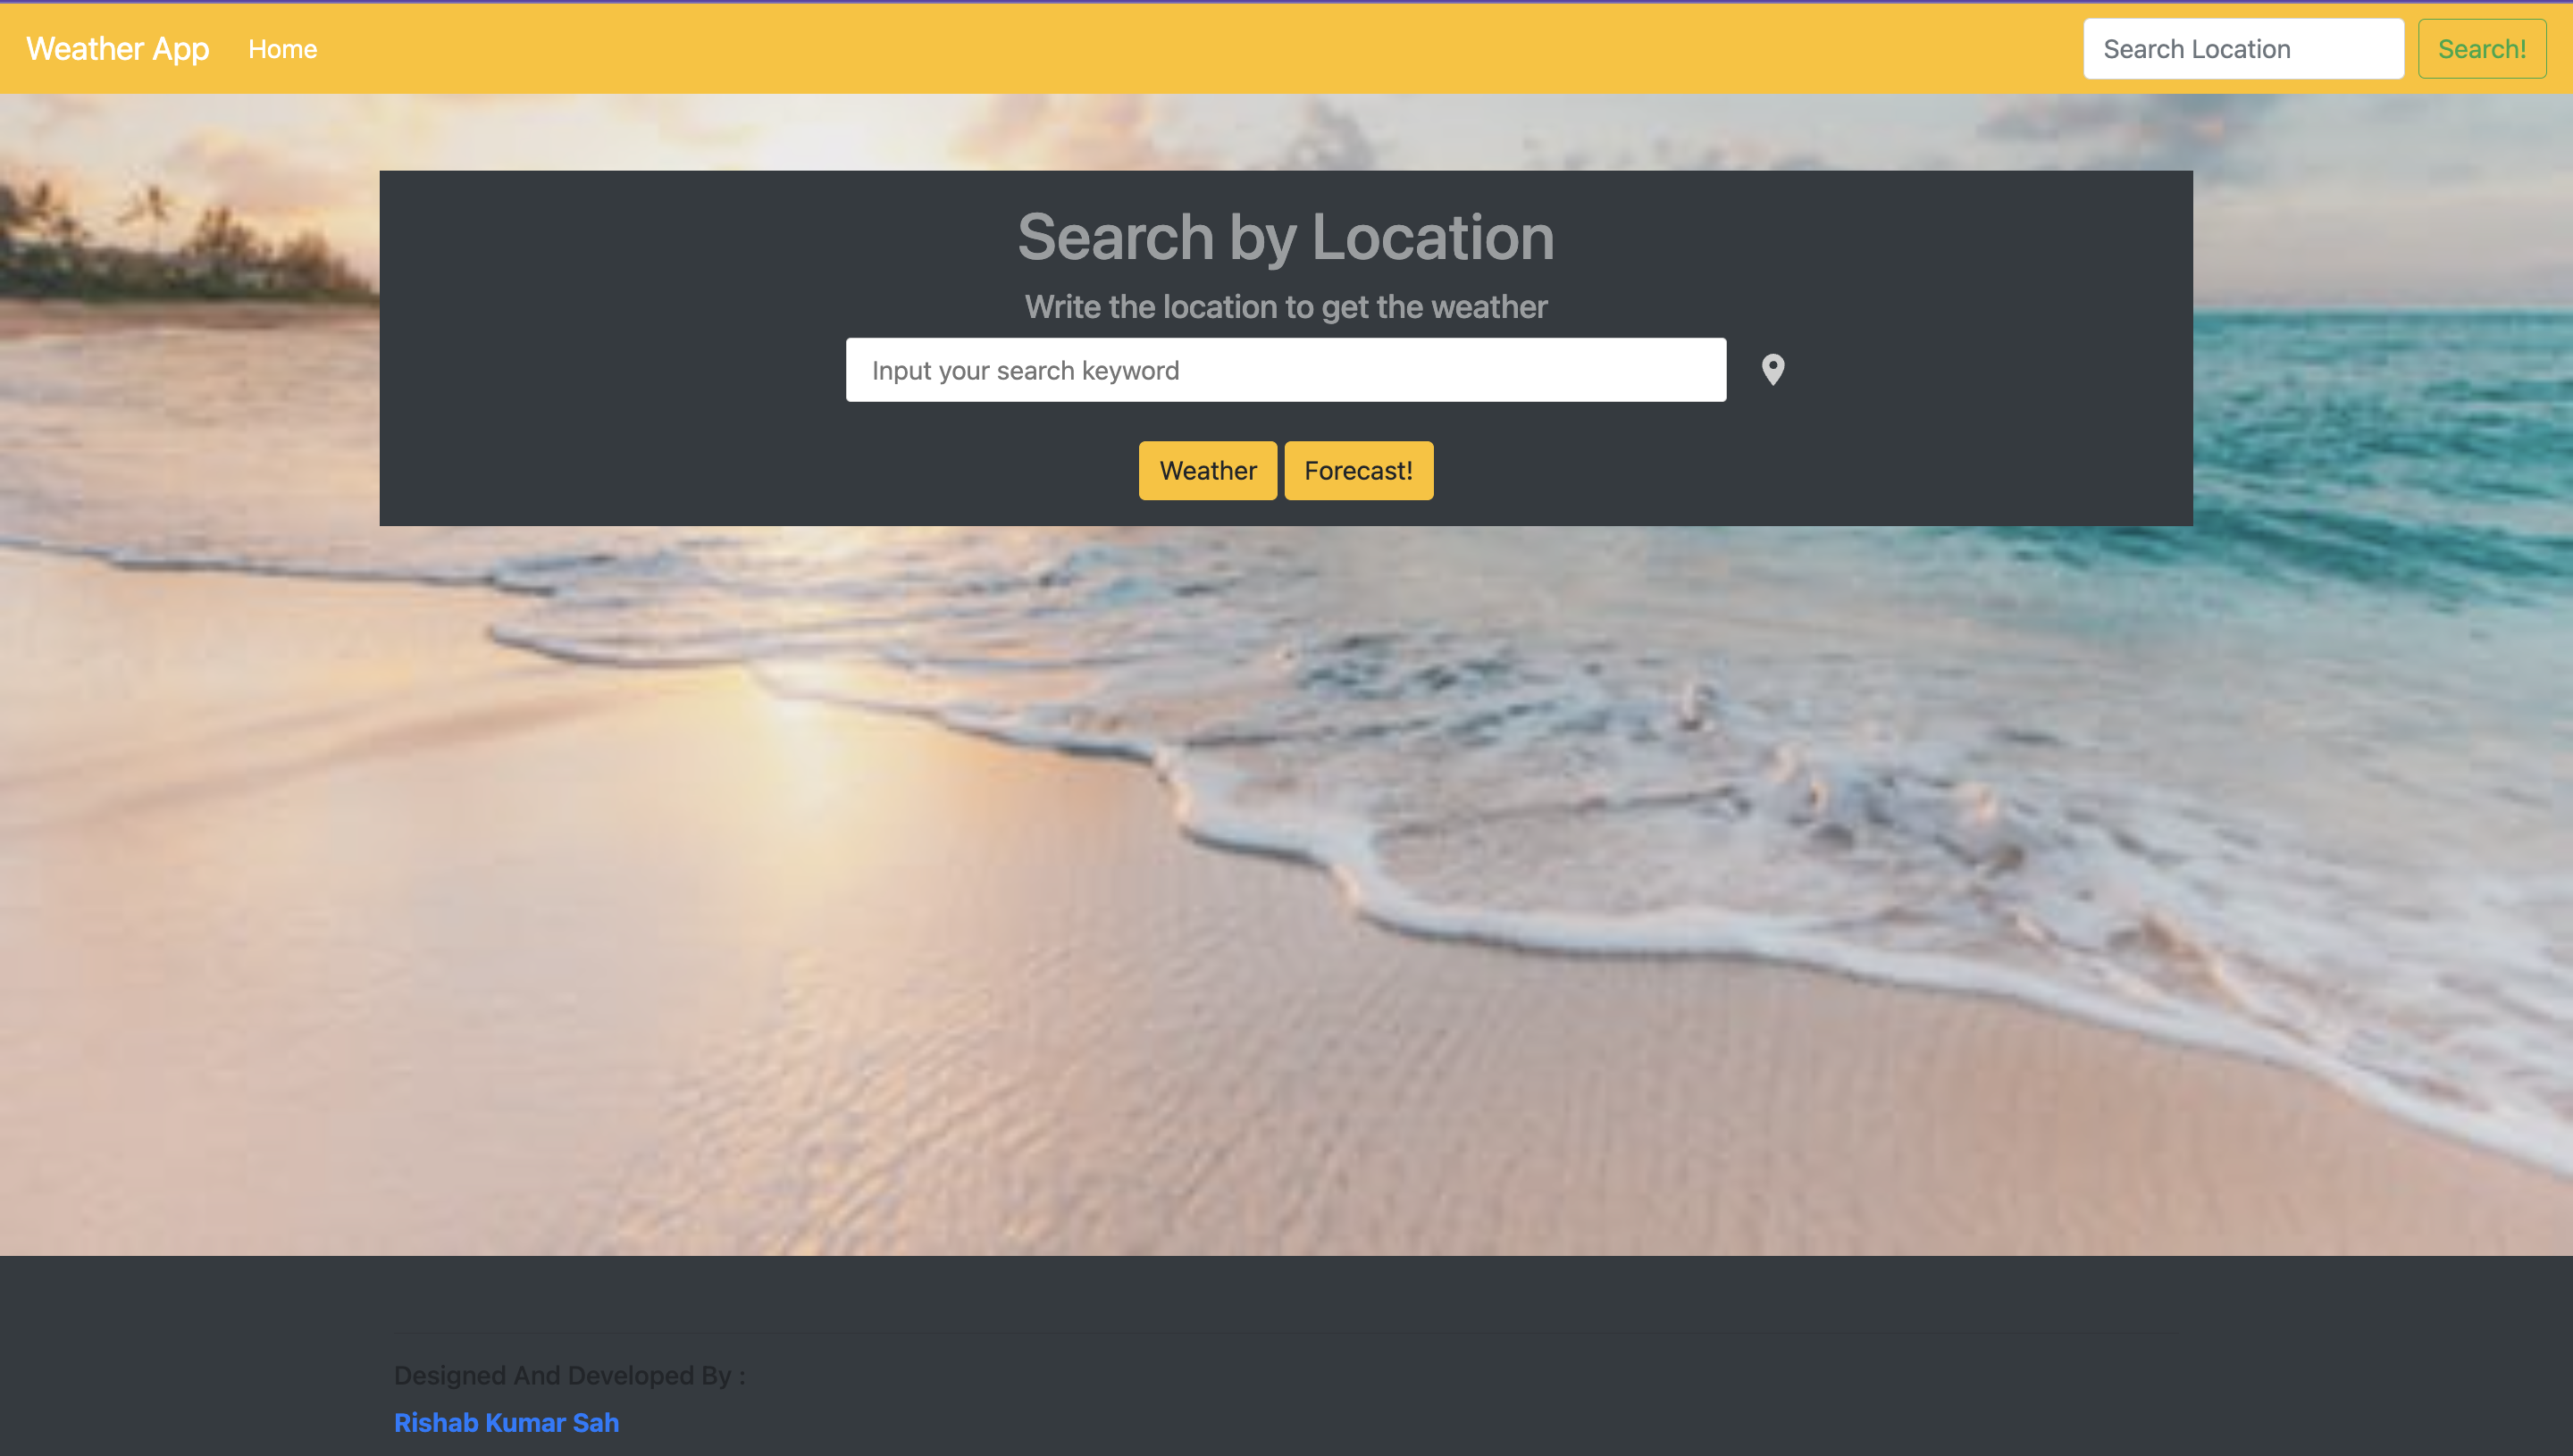 Weather App Home Search Location Search!
Search by Location
Write the location to get the weather
Input your search keyword
Weather Forecast!
Designed And Developed By :
Rishab Kumar Sah